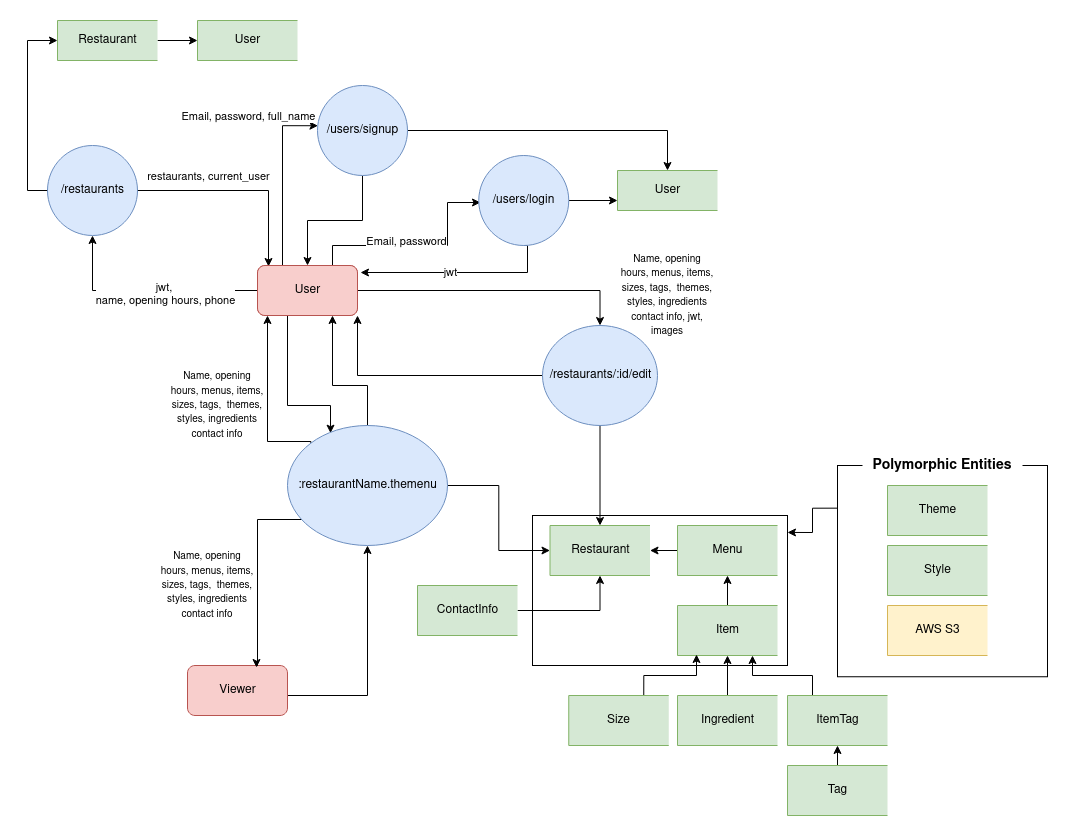 Restaurant
User
Email, password, full_name
/users/signup
/restaurants
restaurants, current_user
/users/login
User
Email, password
jwt
User
jwt,
name, opening hours, phone
Name, opening
hours, menus, items,
sizes, tags, themes,
styles, ingredients
contact info, jwt,
images
/restaurants/:id/edit
Name, opening
hours, menus, items,
sizes, tags, themes,
styles, ingredients
contact info
:restaurantName.themenu
Polymorphic Entities
Theme
Style
AWS S3
Restaurant
Menu
ContactInfo
Item
Name, opening
hours, menus, items,
sizes, tags, themes,
styles, ingredients
contact info
Viewer
Size
Ingredient
ItemTag
Tag